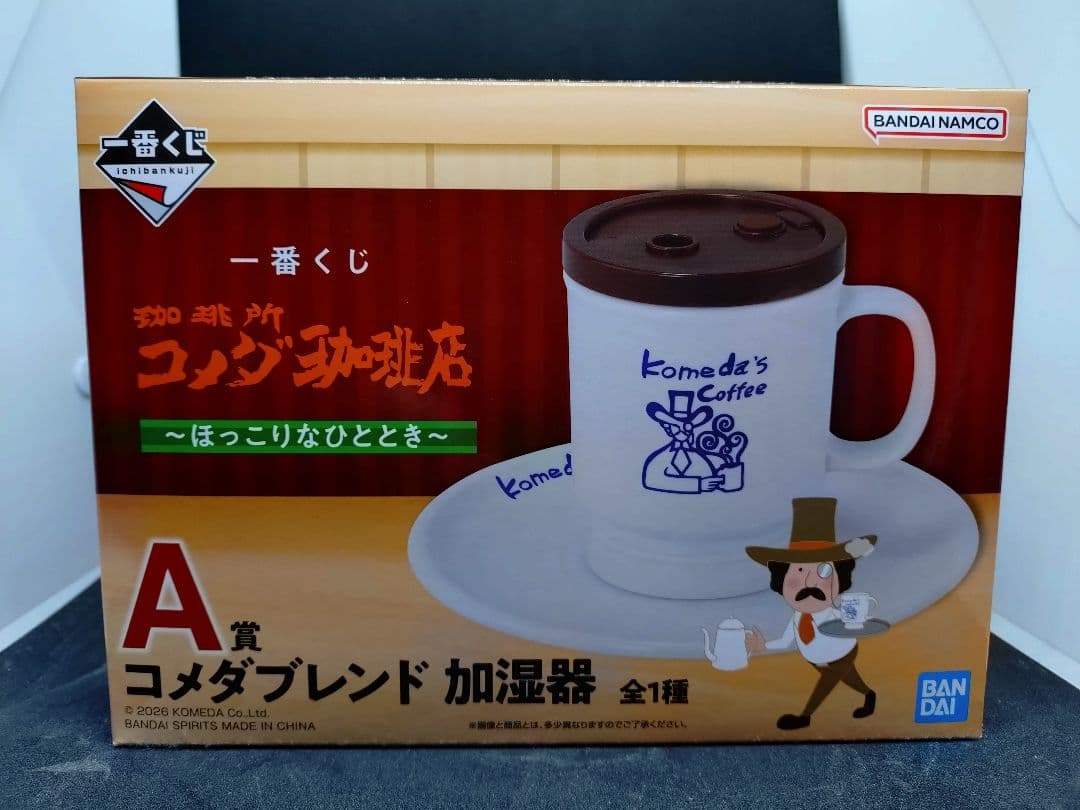 一番くじ
ichibankuji
BANDAI NAMCO
一番くじ
珈琲所
コメダ珈琲店
～ほっこりなひととき～
Komeda's
Coffee
Komed
A賞
コメダブレンド 加湿器 全1種
© 2026 KOMEDA Co.,Ltd.
BANDAI SPIRITS MADE IN CHINA
※画像と商品とは、多少異なりますのでご了承ください。
BAN
DAI